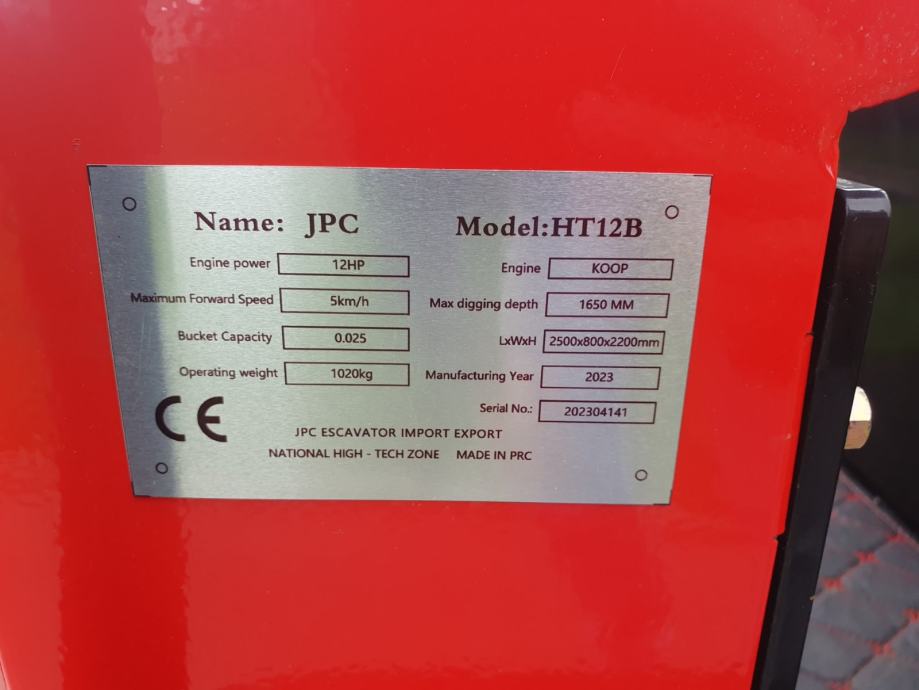 Name: JPC Model:HT12B
Engine power 12HP Engine KOOP
Maximum Forward Speed 5km/h Max digging depth 1650 MM
Bucket Capacity 0.025 LxWxH 2500x800x2200mm
Operating weight 1020kg Manufacturing Year 2023
Serial No.: 202304141
CE
JPC ESCAVATOR IMPORT EXPORT
NATIONAL HIGH - TECH ZONE MADE IN PRC